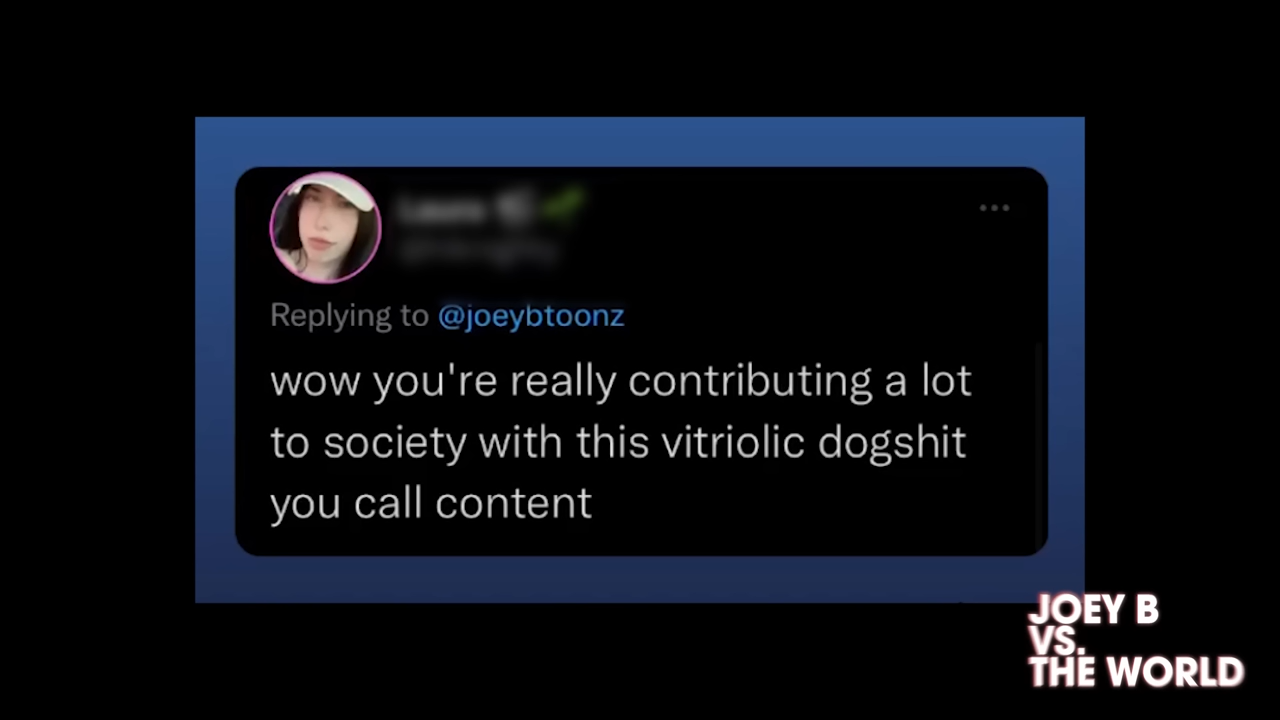 Replying to @joeybtoonz
wow you're really contributing a lot
to society with this vitriolic dogshit
you call content
JOEY B
VS.
THE WORLD